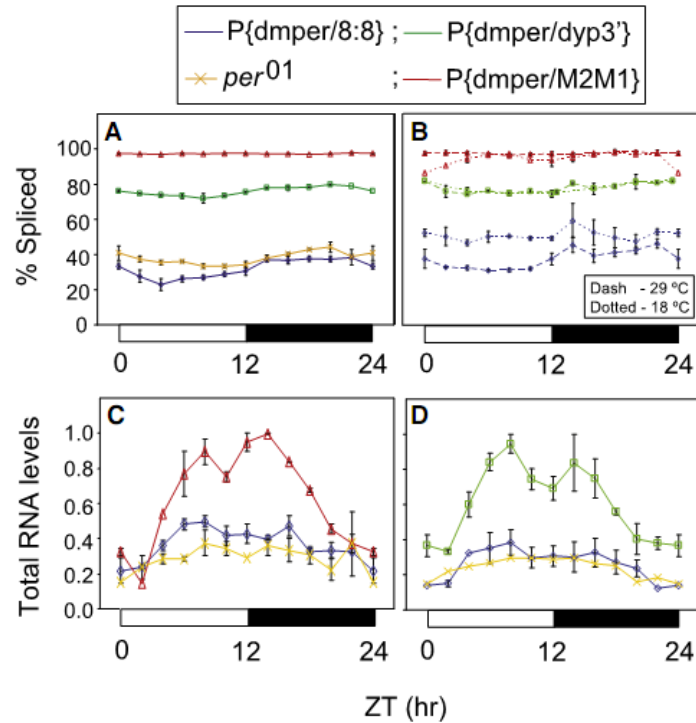 P{dmper/8:8} ; P{dmper/dyp3'}
per01 ; P{dmper/M2M1}
A
B
% Spliced
100
80
60
40
20
0
Dash - 29 ºC
Dotted - 18 ºC
0 12 24
0 12 24
C
D
Total RNA levels
1.0
0.8
0.6
0.4
0.2
0.0
0 12 24
0 12 24
ZT (hr)